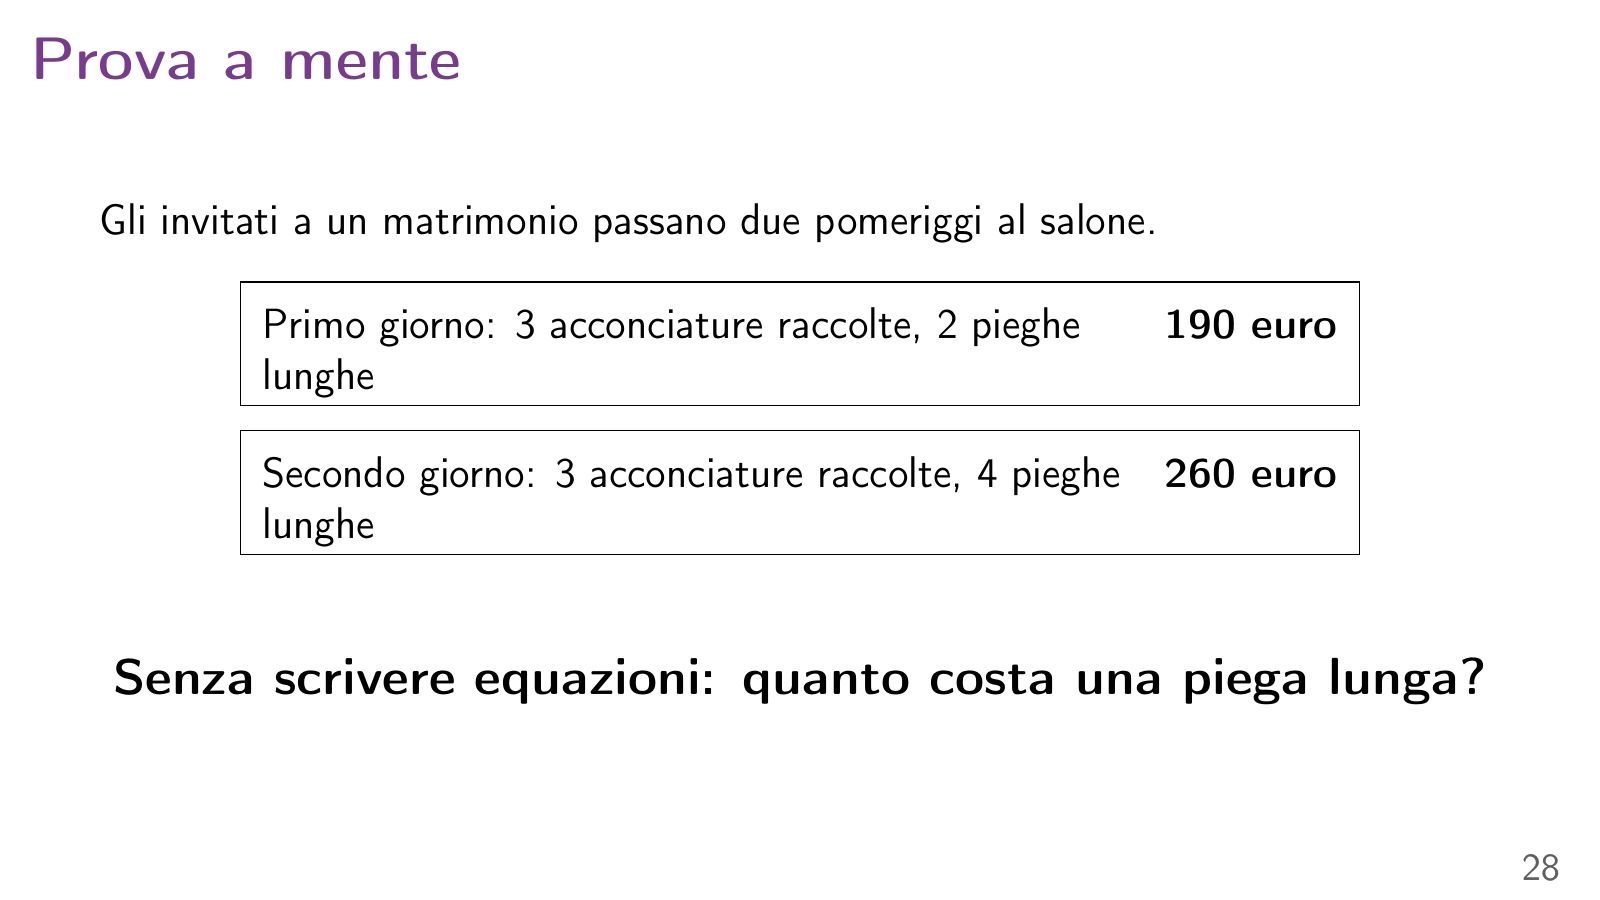 Prova a mente
Gli invitati a un matrimonio passano due pomeriggi al salone.
Primo giorno: 3 acconciature raccolte, 2 pieghe 190 euro
lunghe
Secondo giorno: 3 acconciature raccolte, 4 pieghe 260 euro
lunghe
Senza scrivere equazioni: quanto costa una piega lunga?
28